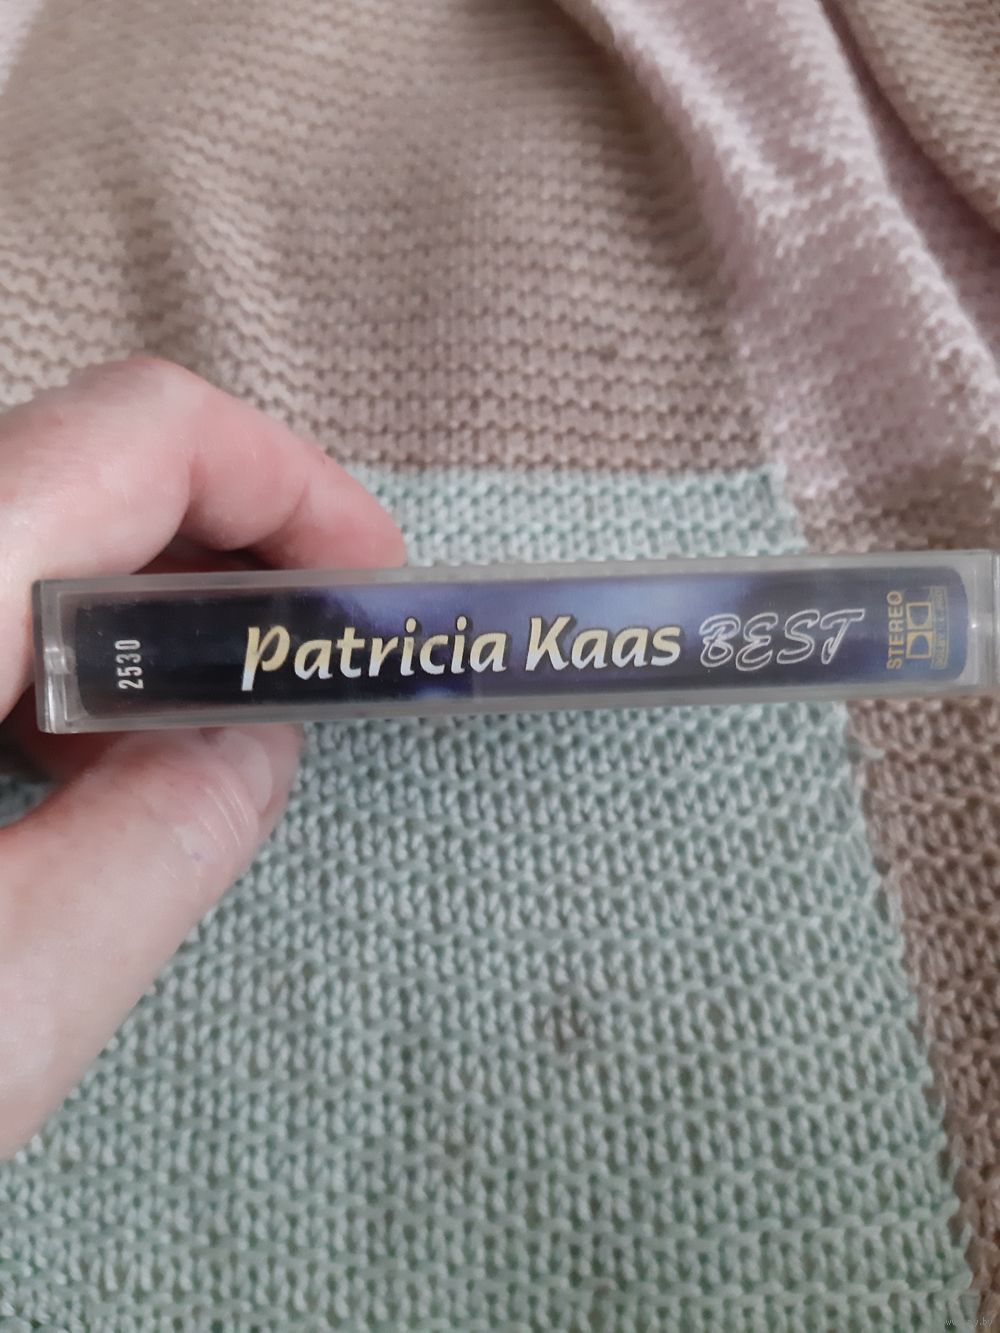 2530
Patricia Kaas BEST
STEREO